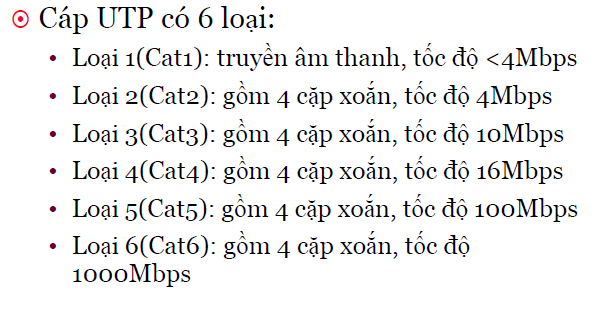 Cáp UTP có 6 loại:
• Loại 1(Cat1): truyền âm thanh, tốc độ <4Mbps
• Loại 2(Cat2): gồm 4 cặp xoắn, tốc độ 4Mbps
• Loại 3(Cat3): gồm 4 cặp xoắn, tốc độ 10Mbps
• Loại 4(Cat4): gồm 4 cặp xoắn, tốc độ 16Mbps
• Loại 5(Cat5): gồm 4 cặp xoắn, tốc độ 100Mbps
• Loại 6(Cat6): gồm 4 cặp xoắn, tốc độ
1000Mbps